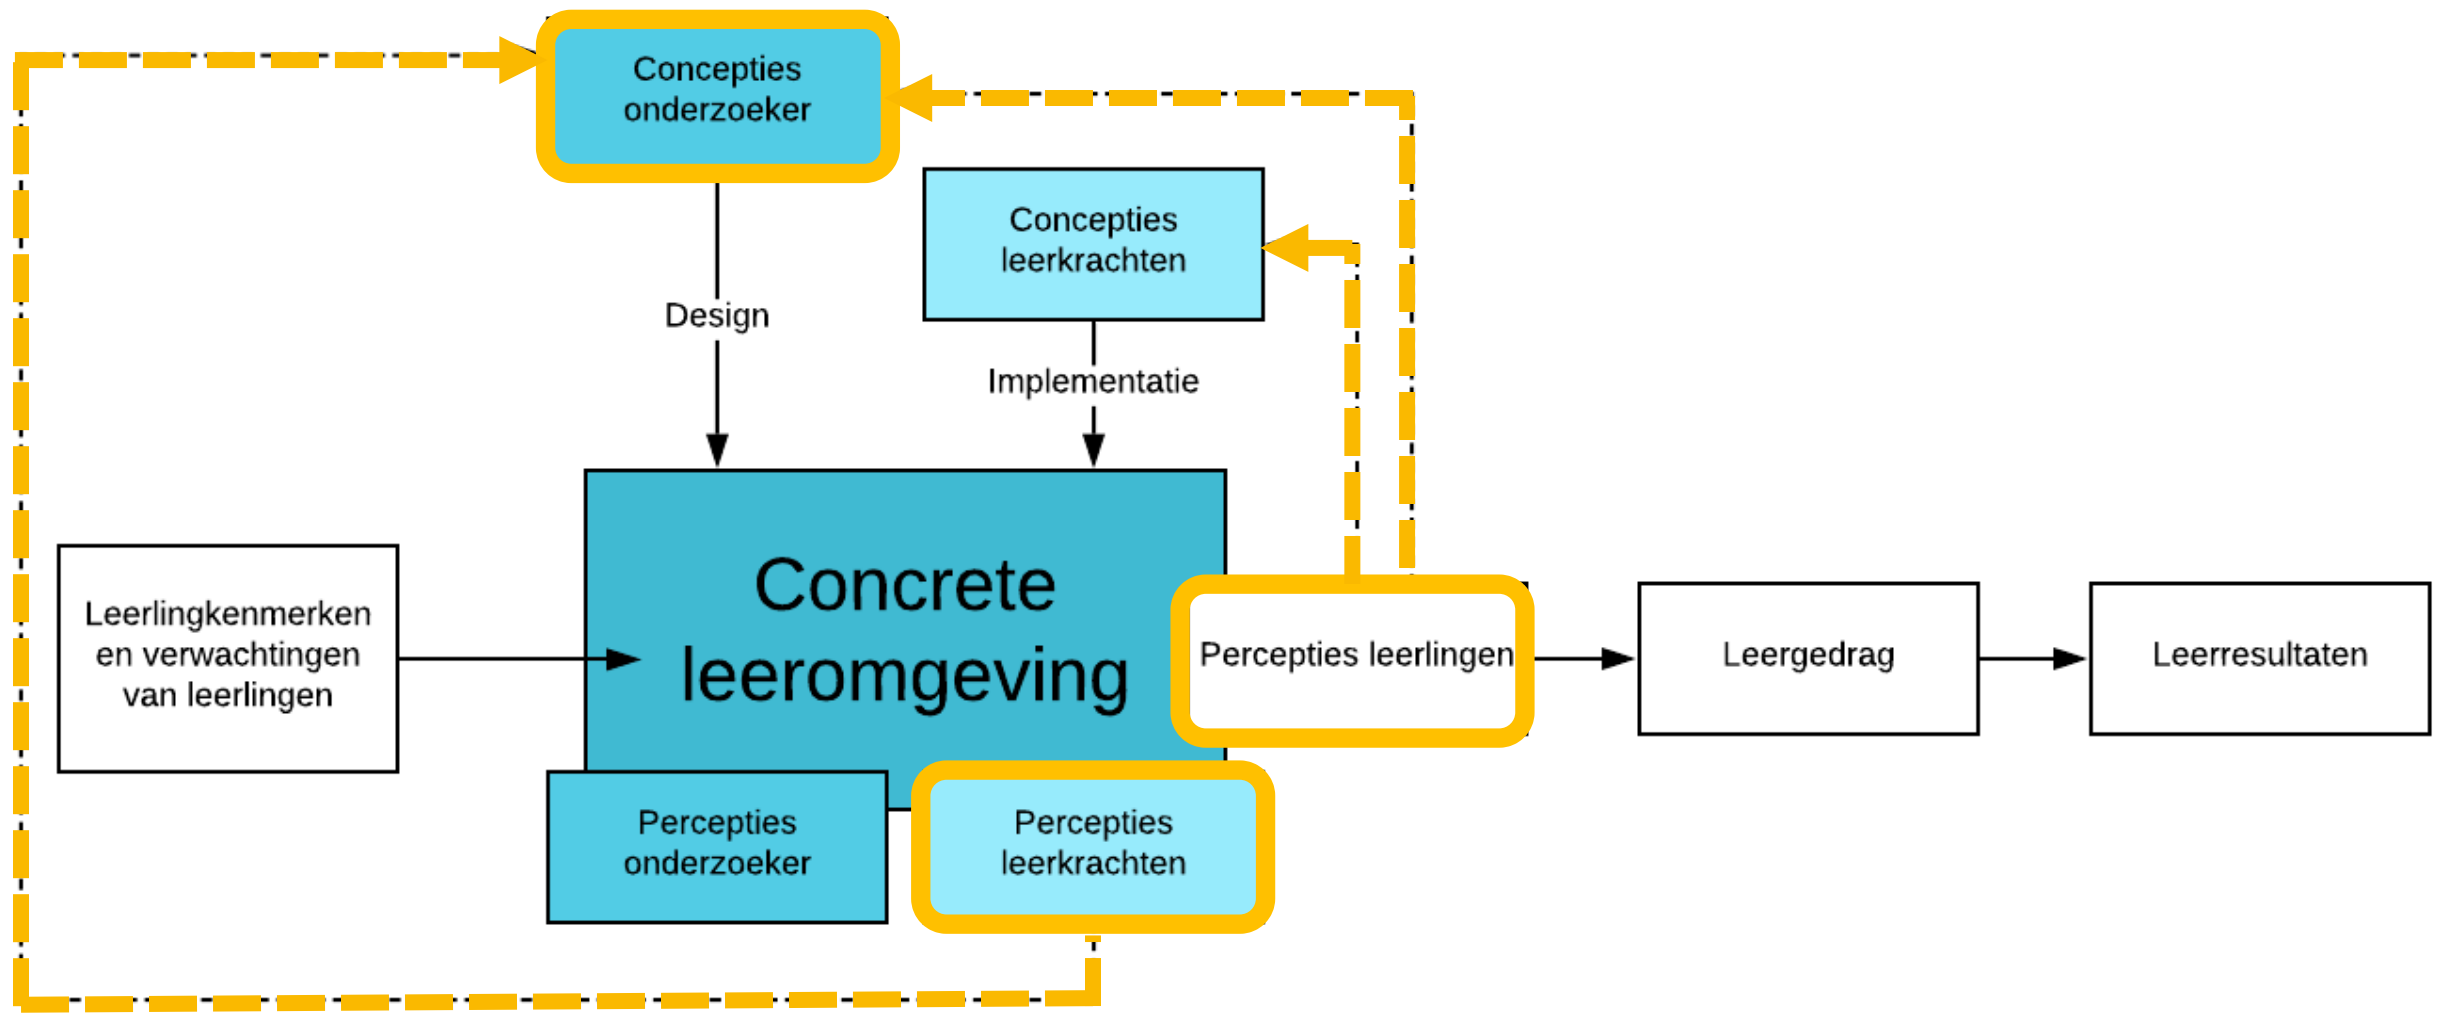 Concepties
onderzoeker
Concepties
leerkrachten
Design
Implementatie
Concrete
leeromgeving
Leerlingkenmerken
en verwachtingen
van leerlingen
Percepties leerlingen
Leergedrag
Leerresultaten
Percepties
onderzoeker
Percepties
leerkrachten